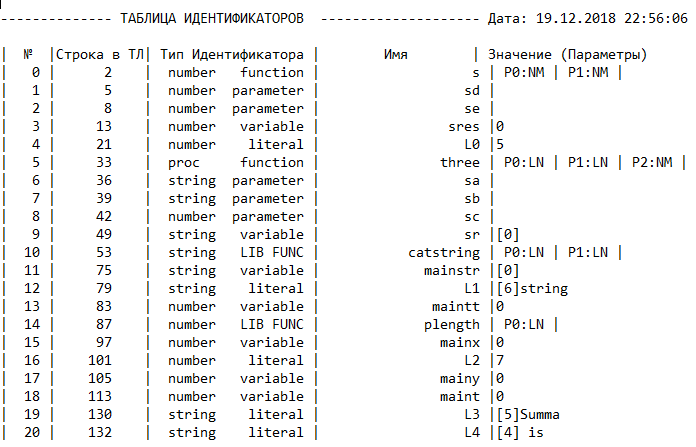 ------------- ТАБЛИЦА ИДЕНТИФИКАТОРОВ ------------------- Дата: 19.12.2018 22:56:06
| № |Строка в ТЛ| Тип Идентификатора | Имя | Значение (Параметры)
| 0 | 2 | number function | s | P0:NM | P1:NM |
| 1 | 5 | number parameter | sd |
| 2 | 8 | number parameter | se |
| 3 | 13 | number variable | sres |0
| 4 | 21 | number literal | L0 |5
| 5 | 33 | proc function | three | P0:LN | P1:LN | P2:NM |
| 6 | 36 | string parameter | sa |
| 7 | 39 | string parameter | sb |
| 8 | 42 | number parameter | sc |
| 9 | 49 | string variable | sr |[0]
| 10 | 53 | string LIB FUNC | catstring | P0:LN | P1:LN |
| 11 | 75 | string variable | mainstr |[0]
| 12 | 79 | string literal | L1 |[6]string
| 13 | 83 | number variable | maintt |0
| 14 | 87 | number LIB FUNC | plength | P0:LN |
| 15 | 97 | number variable | mainx |0
| 16 | 101 | number literal | L2 |7
| 17 | 105 | number variable | mainy |0
| 18 | 113 | number variable | maint |0
| 19 | 130 | string literal | L3 |[5]Summa
| 20 | 132 | string literal | L4 |[4] is